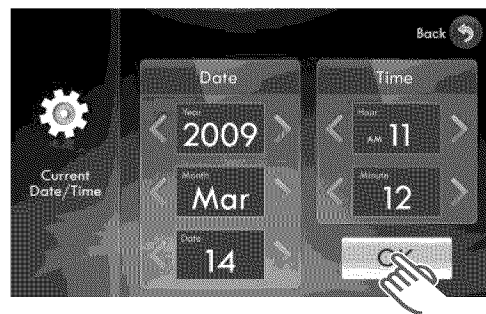 Back
Date
Time
Year
2009
Hour
AM 11
Current
Date/Time
Month
Mar
Minute
12
Date
14
OK